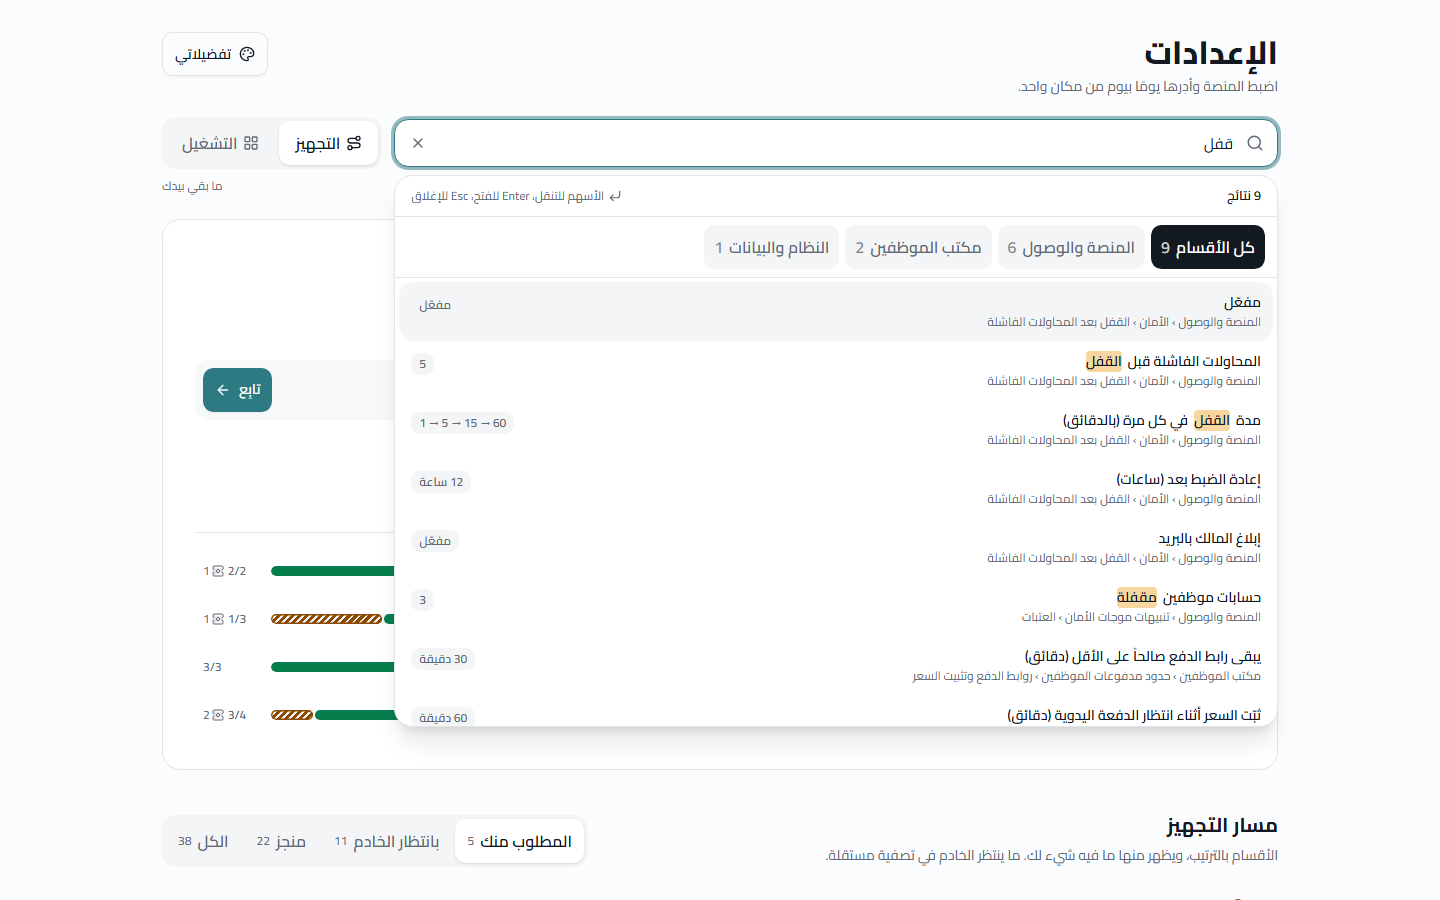 الإعدادات
اضبط المنصة وأدِرها يومًا بيوم من مكان واحد.
تفضيلاتي
قفل
التجهيز
التشغيل
ما بقي بيدك
9 نتائج
الأسهم للتنقل، Enter للفتح، Esc للإغلاق
كل الأقسام 9
المنصة والوصول 6
مكتب الموظفين 2
النظام والبيانات 1
مفعّل
مفعّل
المنصة والوصول › الأمان › القفل بعد المحاولات الفاشلة
المحاولات الفاشلة قبل القفل
5
المنصة والوصول › الأمان › القفل بعد المحاولات الفاشلة
مدة القفل في كل مرة (بالدقائق)
1 → 5 → 15 → 60
المنصة والوصول › الأمان › القفل بعد المحاولات الفاشلة
إعادة الضبط بعد (ساعات)
12 ساعة
المنصة والوصول › الأمان › القفل بعد المحاولات الفاشلة
إبلاغ المالك بالبريد
مفعّل
المنصة والوصول › الأمان › القفل بعد المحاولات الفاشلة
حسابات موظفين مقفلة
3
المنصة والوصول › تنبيهات موجات الأمان › العتبات
يبقى رابط الدفع صالحاً على الأقل (دقائق)
30 دقيقة
مكتب الموظفين › حدود مدفوعات الموظفين › روابط الدفع وتثبيت السعر
ثبّت السعر أثناء انتظار الدفعة اليدوية (دقائق)
60 دقيقة
تابِع
2/2 1
1/3 1
3/3
3/4 2
مسار التجهيز
الأقسام بالترتيب، ويظهر منها ما فيه شيء لك. ما ينتظر الخادم في تصفية مستقلة.
المطلوب منك 5
بانتظار الخادم 11
منجز 22
الكل 38